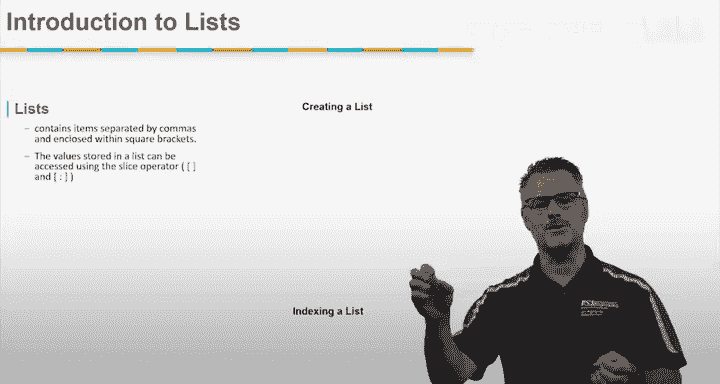 Introduction to Lists
Lists
– contains items separated by commas
and enclosed within square brackets.
– The values stored in a list can be
accessed using the slice operator ( [ ]
and [ : ] )
Creating a List
Indexing a List